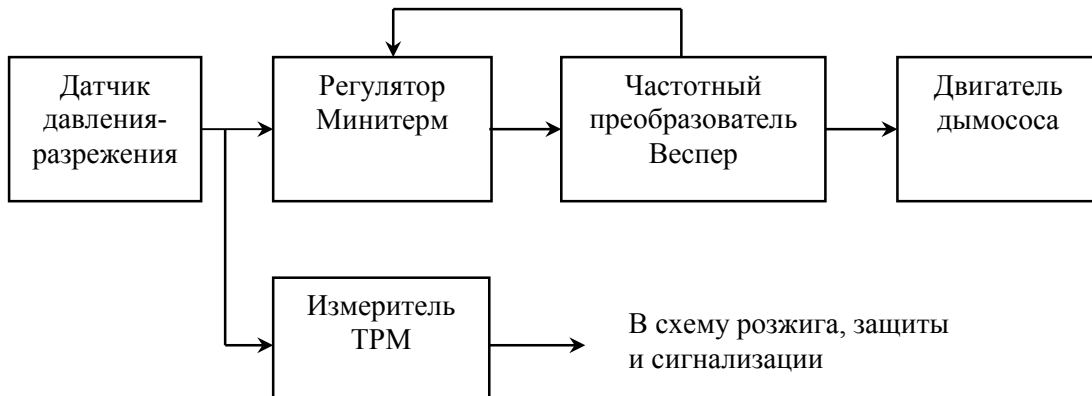 Датчик
давления-
разрежения
Регулятор
Минитерм
Частотный
преобразователь
Веспер
Двигатель
дымососа
Измеритель
ТРМ
В схему розжига, защиты
и сигнализации